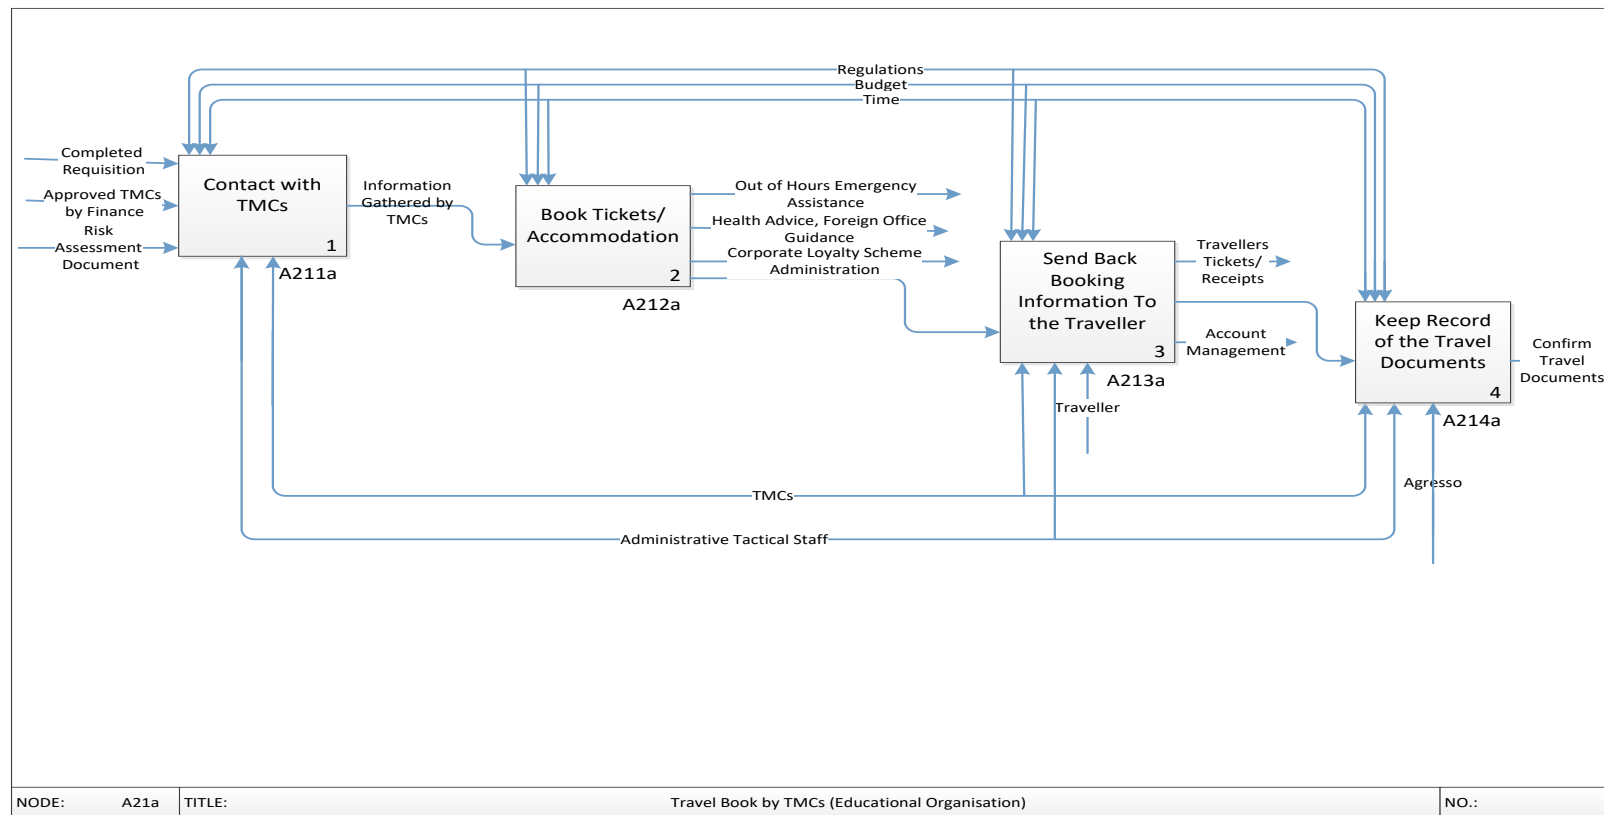 Regulations
Budget
Time
Completed
Requisition
Approved TMCs
by Finance
Risk
Assessment
Document
Contact with
TMCs
1
A211a
Information
Gathered by
TMCs
Book Tickets/
Accommodation
2
A212a
Out of Hours Emergency
Assistance
Health Advice, Foreign Office
Guidance
Corporate Loyalty Scheme
Administration
Send Back
Booking
Information To
the Traveller
3
A213a
Travellers
Tickets/
Receipts
Account
Management
Traveller
Keep Record
of the Travel
Documents
4
A214a
Confirm
Travel
Documents
TMCs
Agresso
Administrative Tactical Staff
NODE: A21a TITLE: Travel Book by TMCs (Educational Organisation) NO.: